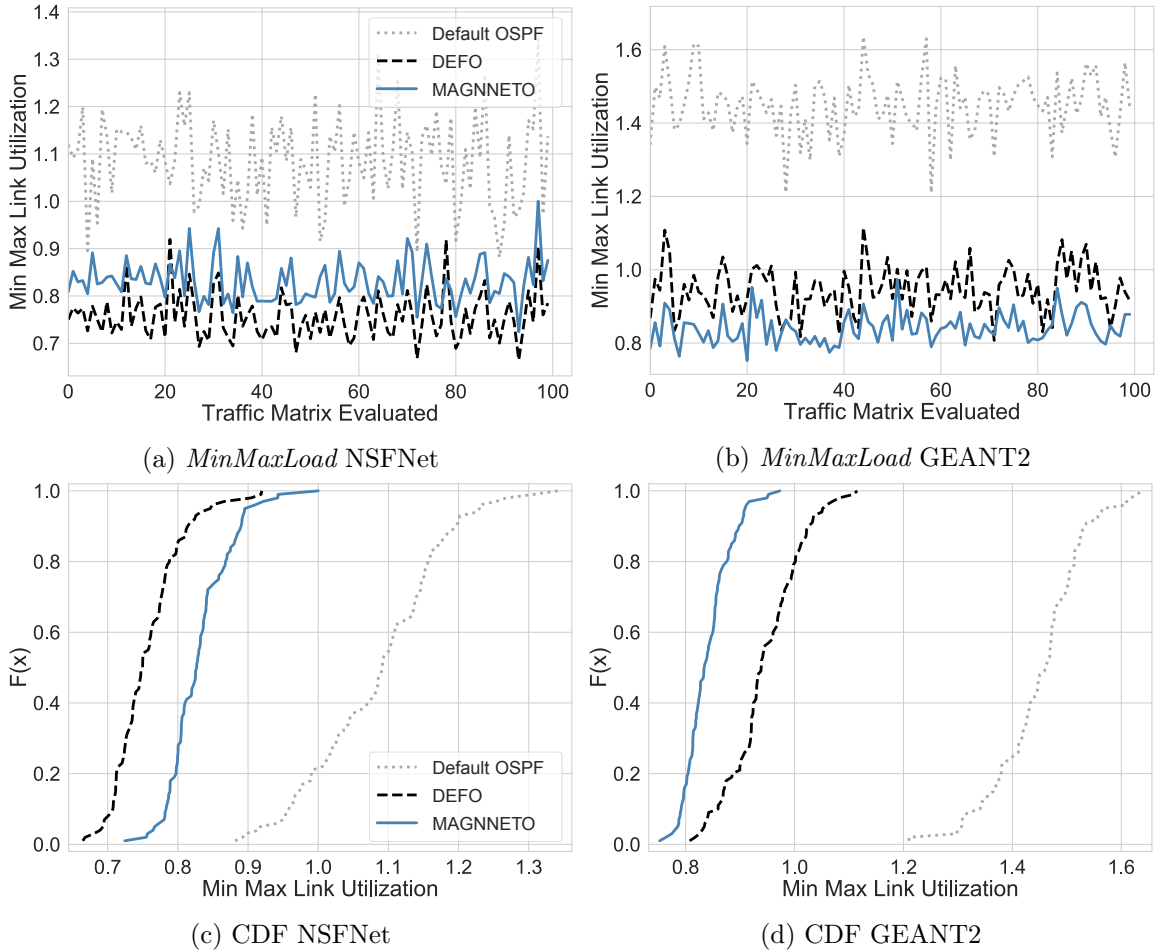 1.4
1.3
1.2
1.1
1.0
0.9
0.8
0.7
Min Max Link Utilization
Default OSPF
DEFO
MAGNNETO
0 20 40 60 80 100
Traffic Matrix Evaluated
(a) MinMaxLoad NSFNet
1.6
1.4
1.2
1.0
0.8
Min Max Link Utilization
0 20 40 60 80 100
Traffic Matrix Evaluated
(b) MinMaxLoad GEANT2
1.0
0.8
0.6
0.4
0.2
0.0
F(x)
Default OSPF
DEFO
MAGNNETO
0.7 0.8 0.9 1.0 1.1 1.2 1.3
Min Max Link Utilization
(c) CDF NSFNet
1.0
0.8
0.6
0.4
0.2
0.0
F(x)
0.8 1.0 1.2 1.4 1.6
Min Max Link Utilization
(d) CDF GEANT2